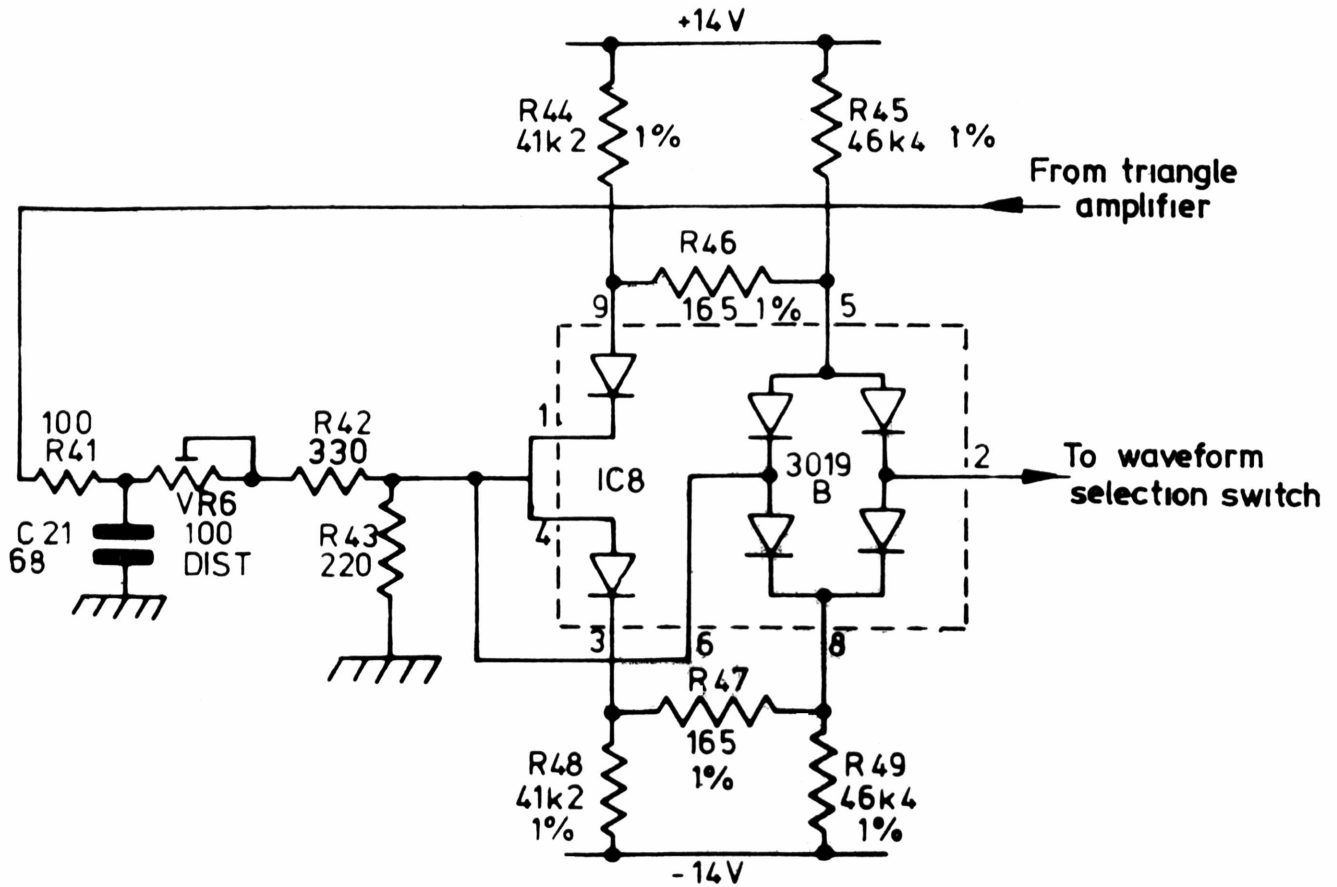 +14V
R44
41k2 1%
R45
46k4 1%
From triangle
amplifier
R46
165 1%
9
5
100
R41
R42
330
1
IC8
3019
B
2
To waveform
selection switch
VR6
100
DIST
C21
68
R43
220
4
3
6
8
R47
165
1%
R48
41k2
1%
R49
46k4
1%
-14V